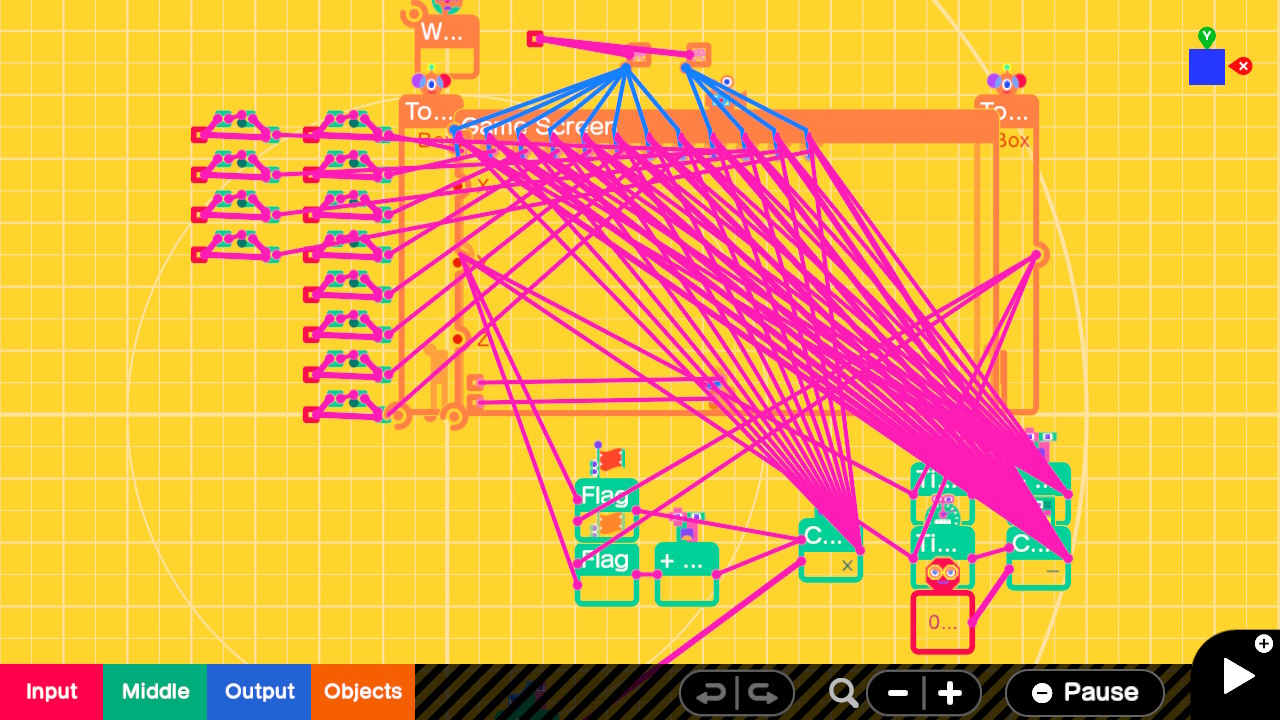 W...
Y
X
To...
Game Screen
To...
Box
Box
X
Y
Z
Flag
Ti...
C...
Flag
+ ...
Ti...
C...
×
−
0...
Input
Middle
Output
Objects
Pause